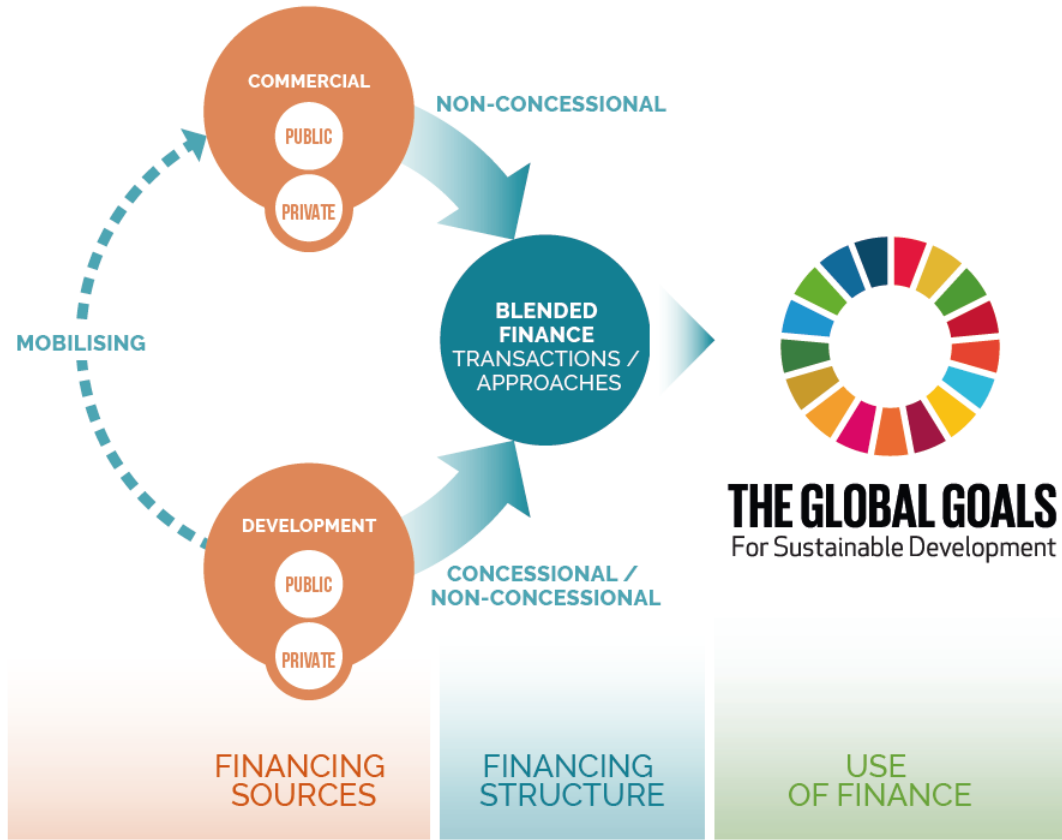 COMMERCIAL
PUBLIC
PRIVATE
NON-CONCESSIONAL
MOBILISING
BLENDED
FINANCE
TRANSACTIONS /
APPROACHES
THE GLOBAL GOALS
For Sustainable Development
DEVELOPMENT
PUBLIC
PRIVATE
CONCESSIONAL /
NON-CONCESSIONAL
FINANCING
SOURCES
FINANCING
STRUCTURE
USE
OF FINANCE